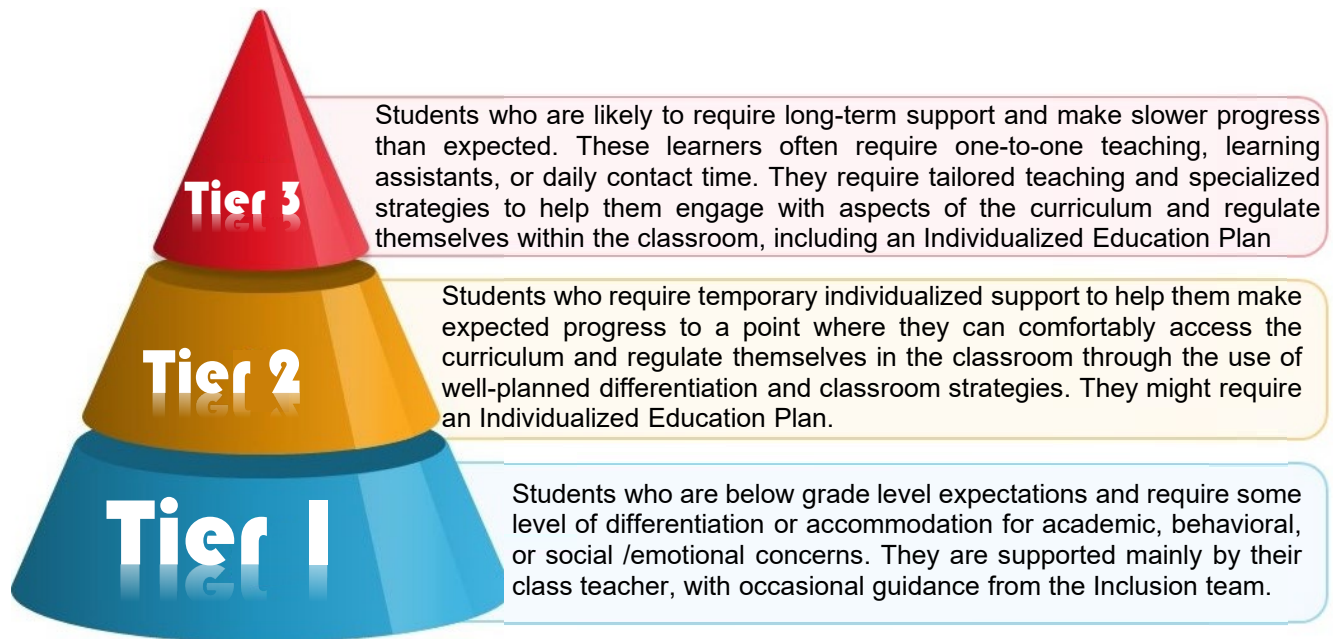 Tier 3
Students who are likely to require long-term support and make slower progress
than expected. These learners often require one-to-one teaching, learning
assistants, or daily contact time. They require tailored teaching and specialized
strategies to help them engage with aspects of the curriculum and regulate
themselves within the classroom, including an Individualized Education Plan
Tier 2
Students who require temporary individualized support to help them make
expected progress to a point where they can comfortably access the
curriculum and regulate themselves in the classroom through the use of
well-planned differentiation and classroom strategies. They might require
an Individualized Education Plan.
Tier 1
Students who are below grade level expectations and require some
level of differentiation or accommodation for academic, behavioral,
or social /emotional concerns. They are supported mainly by their
class teacher, with occasional guidance from the Inclusion team.